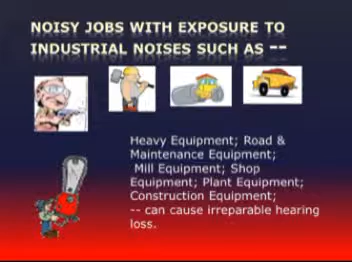 NOISY JOBS WITH EXPOSURE TO
INDUSTRIAL NOISES SUCH AS --
Heavy Equipment; Road &
Maintenance Equipment;
Mill Equipment; Shop
Equipment; Plant Equipment;
Construction Equipment;
-- can cause irreparable hearing
loss.